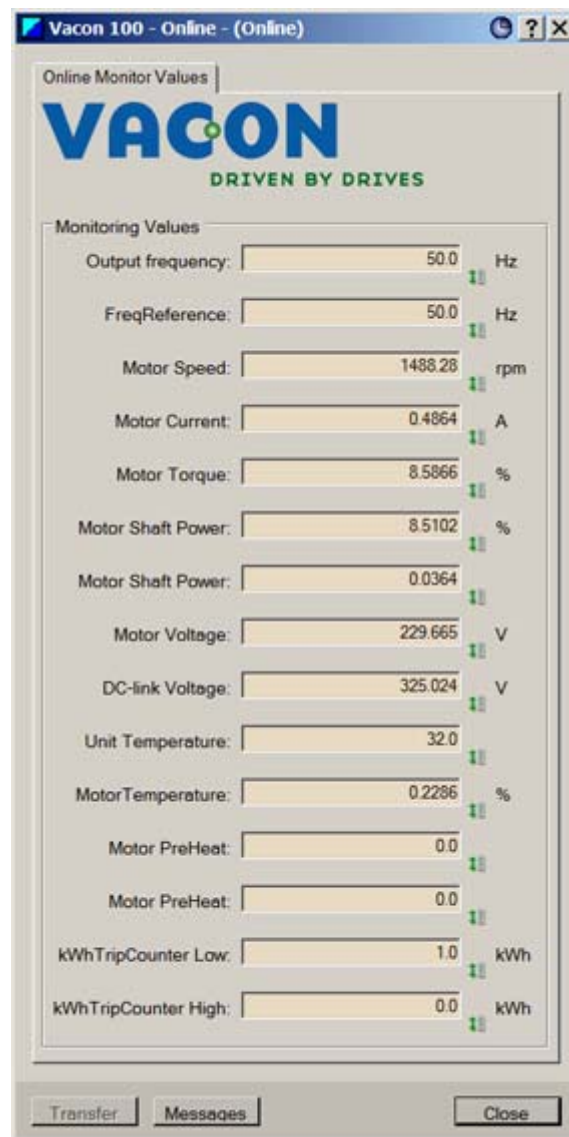 Vacon 100 - Online - (Online)
Online Monitor Values
VACON
DRIVEN BY DRIVES
Monitoring Values
Output frequency: 50.0 Hz
FreqReference: 50.0 Hz
Motor Speed: 1488.28 rpm
Motor Current: 0.4864 A
Motor Torque: 8.5866 %
Motor Shaft Power: 8.5102 %
Motor Shaft Power: 0.0364
Motor Voltage: 229.665 V
DC-link Voltage: 325.024 V
Unit Temperature: 32.0
MotorTemperature: 0.2286 %
Motor PreHeat: 0.0
Motor PreHeat: 0.0
kWhTripCounter Low: 1.0 kWh
kWhTripCounter High: 0.0 kWh
Transfer Messages Close